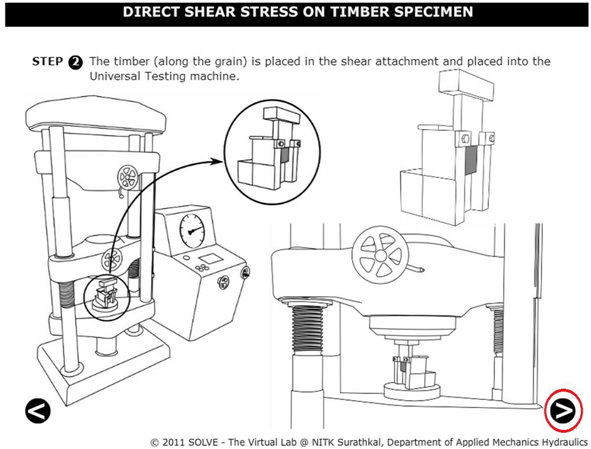 DIRECT SHEAR STRESS ON TIMBER SPECIMEN
STEP 2 The timber (along the grain) is placed in the shear attachment and placed into the
Universal Testing machine.
© 2011 SOLVE - The Virtual Lab @ NITK Surathkal, Department of Applied Mechanics Hydraulics